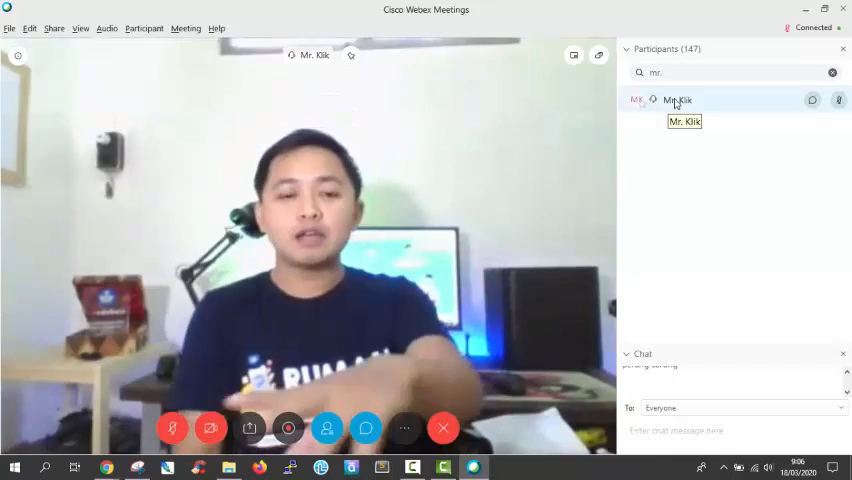 Cisco Webex Meetings
File Edit Share View Audio Participant Meeting Help
Connected
Mr. Klik
Participants (147)
mr.
MK Mr. Klik
Mr. Klik
RUMAH
Chat
To: Everyone
Enter chat message here
9:06
18/03/2020